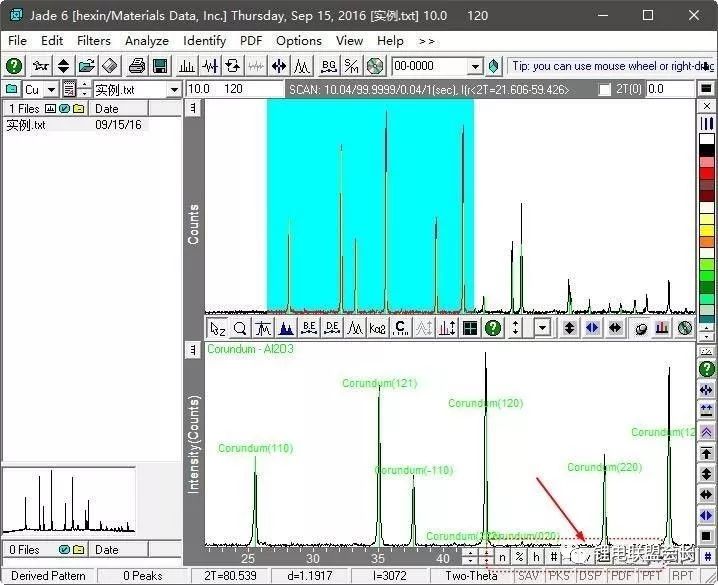 Jade 6 [hexin/Materials Data, Inc.] Thursday, Sep 15, 2016 [实例.txt] 10.0 120
File Edit Filters Analyze Identify PDF Options View Help >>
BG S/M 00-0000 Tip: you can use mouse wheel or right-drag
Cu 实例.txt 10.0 120 SCAN: 10.04/99.9999/0.04/1(sec), I(r<2T=21.606-59.426> 2T(0) 0.0
1 Files Date
实例.txt 09/15/16
Counts
B.E D.E Kα2 C
Corundum - Al2O3
Corundum(121)
Corundum(120)
Corundum(110)
Corundum(-110)
Corundum(220)
Corundum(12
Corundum(020)
Intensity(Counts)
25 30 35 40
n % h #
锂电联盟会长
0 Files Date
Derived Pattern 0 Peaks 2T=80.539 d=1.1917 I=3072 Two-Theta SAV PKS DSP PDF PPT RPT